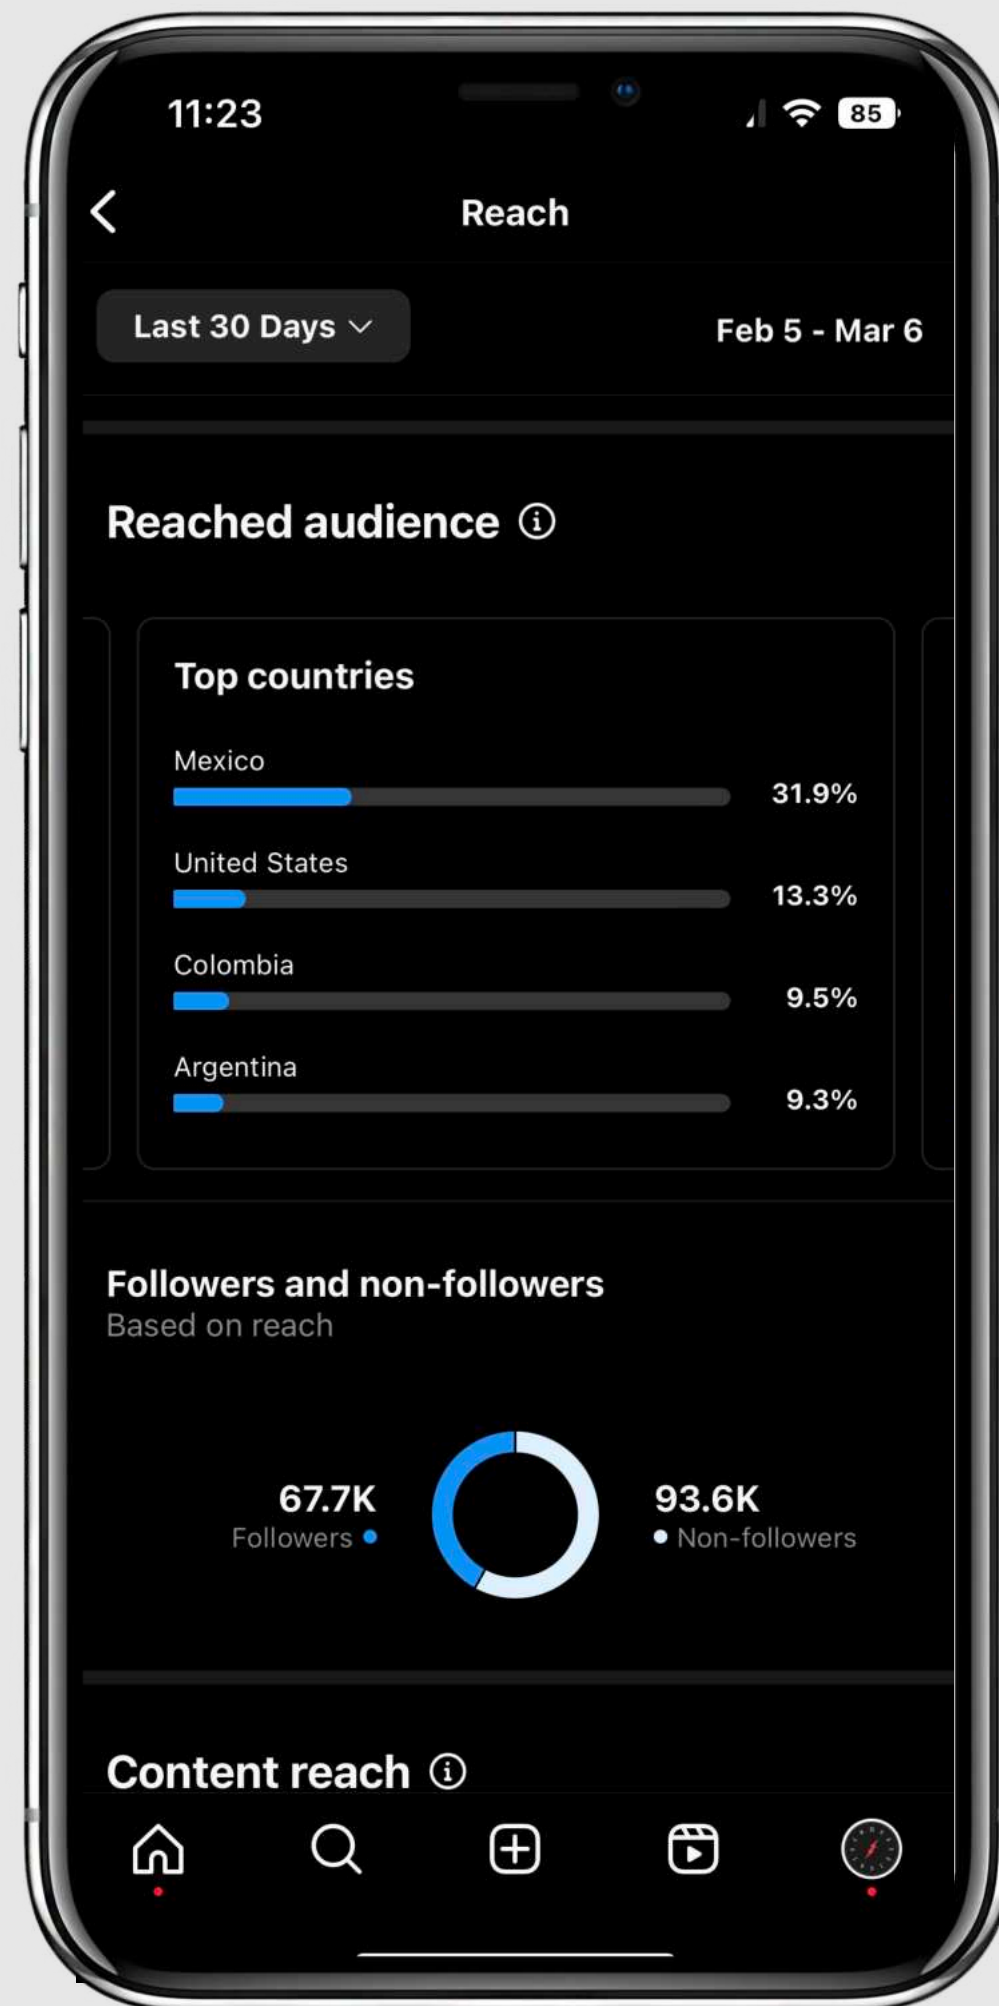 11:23
85
Reach
Last 30 Days
Feb 5 - Mar 6
Reached audience
Top countries
Mexico
31.9%
United States
13.3%
Colombia
9.5%
Argentina
9.3%
Followers and non-followers
Based on reach
67.7K
Followers
93.6K
Non-followers
Content reach